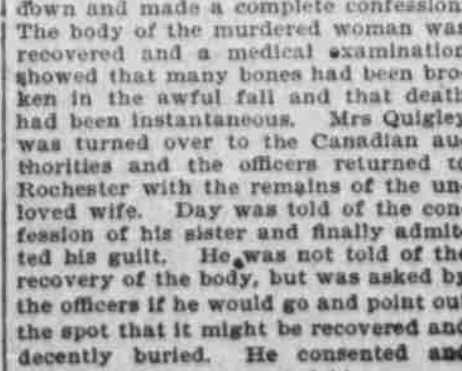 down and made a complete confession
The body of the murdered woman was
recovered and a medical examination
showed that many bones had been bro-
ken in the awful fall and that death
had been instantaneous. Mrs Quigley
was turned over to the Canadian au-
thorities and the officers returned to
Rochester with the remains of the un-
loved wife. Day was told of the con-
fession of his sister and finally admit-
ted his guilt. He was not told of the
recovery of the body, but was asked by
the officers if he would go and point out
the spot that it might be recovered and
decently buried. He consented and